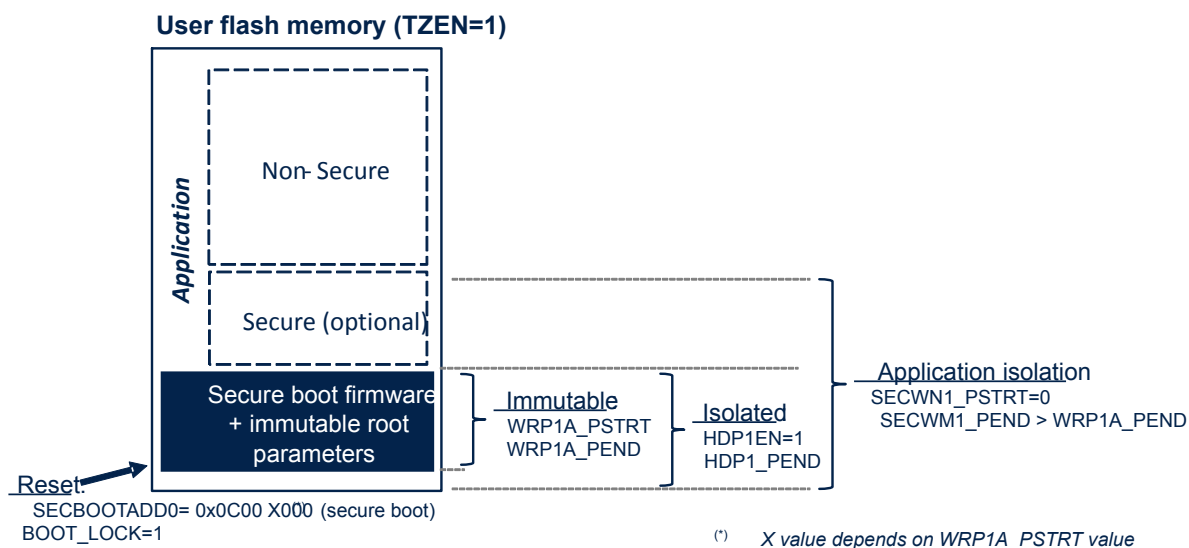 User flash memory (TZEN=1)
Application
Non- Secure
Secure (optional)
Secure boot firmware
+ immutable root
parameters
Immutable
WRP1A_PSTRT
WRP1A_PEND
Isolated
HDP1EN=1
HDP1_PEND
Application isolation
SECWN1_PSTRT=0
SECWM1_PEND > WRP1A_PEND
Reset:
SECBOOTADD0= 0x0C00 X000(*) (secure boot)
BOOT_LOCK=1
(*) X value depends on WRP1A_PSTRT value